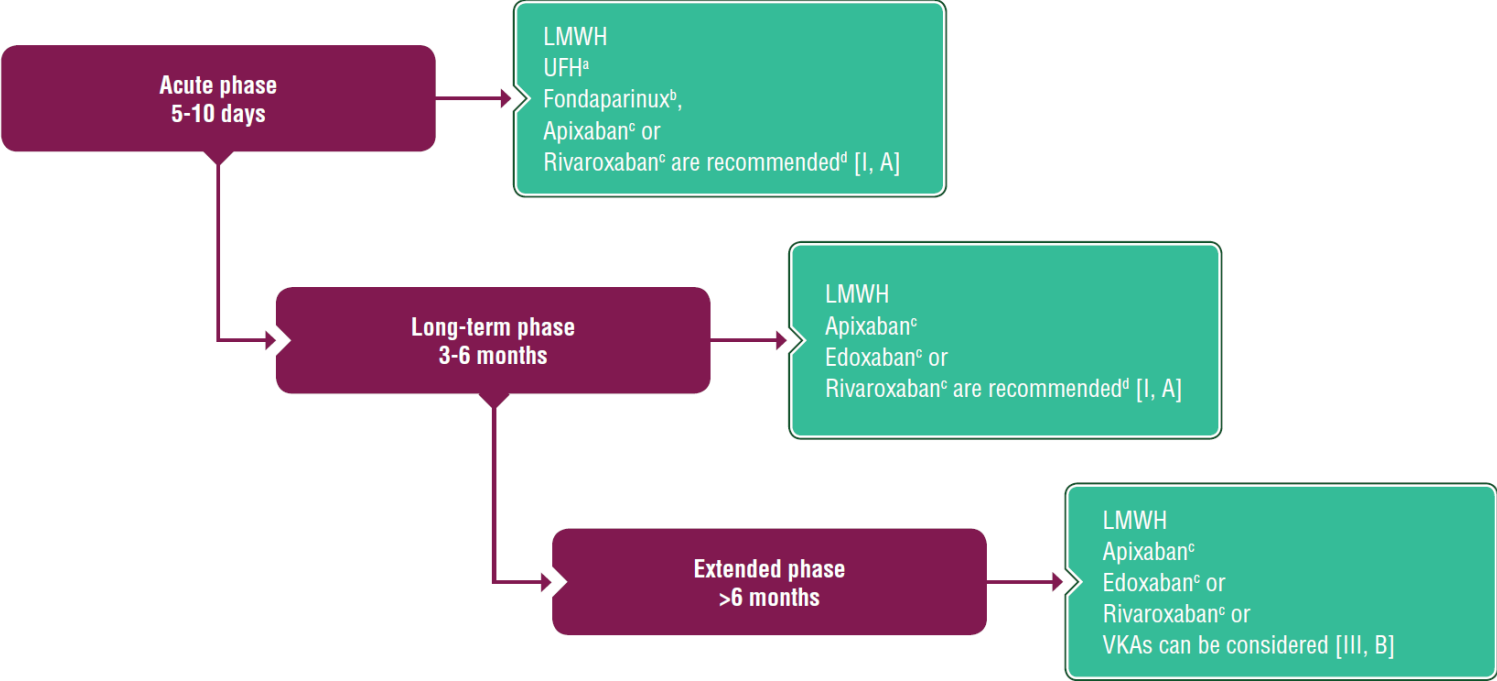 Acute phase
5-10 days
LMWH
UFHᵃ
Fondaparinuxᵇ,
Apixabanᶜ or
Rivaroxabanᶜ are recommendedᵈ [I, A]
Long-term phase
3-6 months
LMWH
Apixabanᶜ
Edoxabanᶜ or
Rivaroxabanᶜ are recommendedᵈ [I, A]
Extended phase
>6 months
LMWH
Apixabanᶜ
Edoxabanᶜ or
Rivaroxabanᶜ or
VKAs can be considered [III, B]